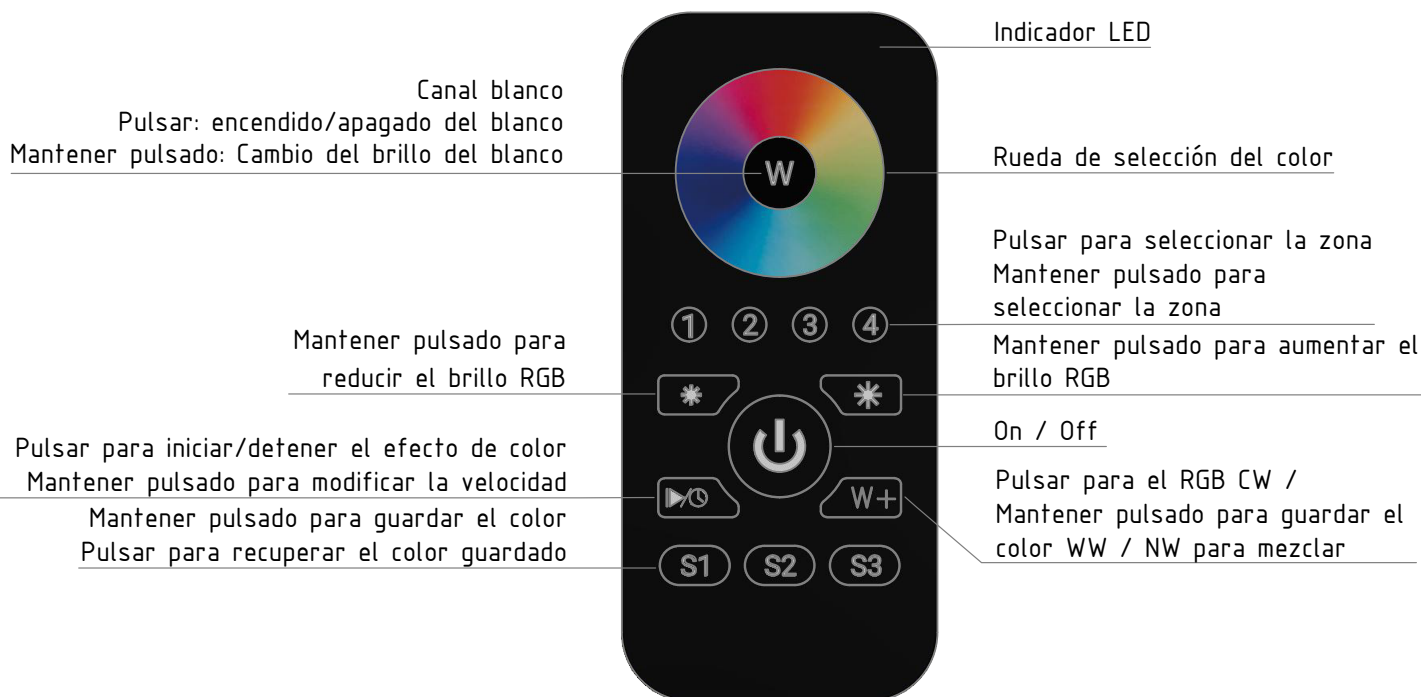 Indicador LED
Canal blanco
Pulsar: encendido/apagado del blanco
Mantener pulsado: Cambio del brillo del blanco
W
Rueda de selección del color
Pulsar para seleccionar la zona
Mantener pulsado para
seleccionar la zona
1 2 3 4
Mantener pulsado para
reducir el brillo RGB
Mantener pulsado para aumentar el
brillo RGB
On / Off
Pulsar para iniciar/detener el efecto de color
Mantener pulsado para modificar la velocidad
Mantener pulsado para guardar el color
Pulsar para recuperar el color guardado
Pulsar para el RGB CW /
Mantener pulsado para guardar el
color WW / NW para mezclar
W+
S1 S2 S3